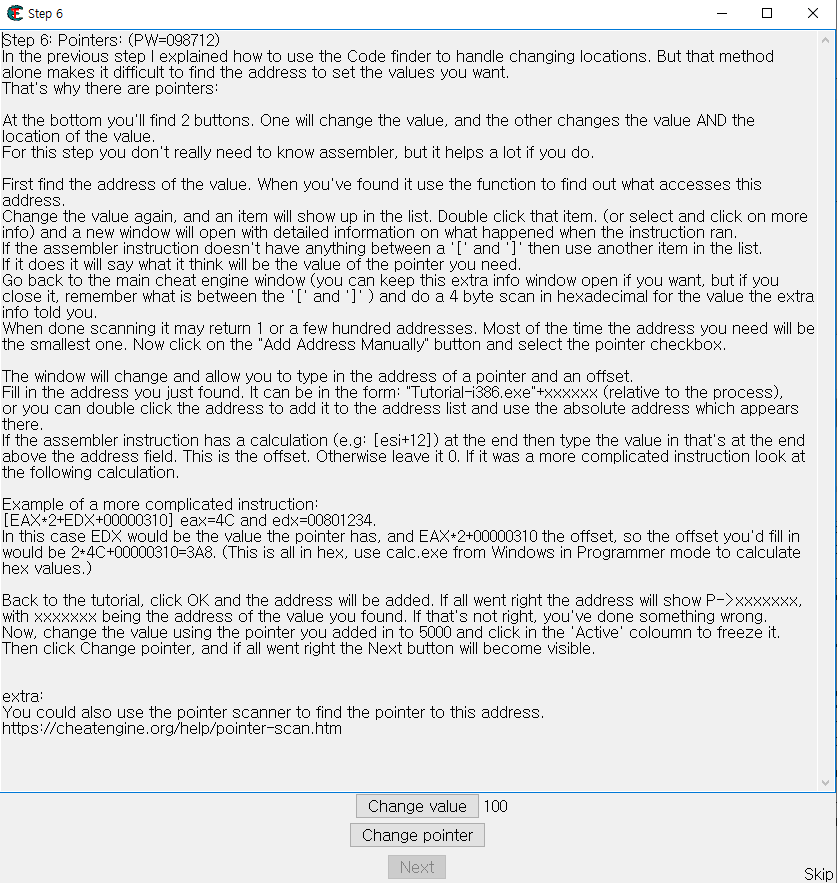 Step 6
Step 6: Pointers: (PW=098712)
In the previous step I explained how to use the Code finder to handle changing locations. But that method
alone makes it difficult to find the address to set the values you want.
That's why there are pointers:
At the bottom you'll find 2 buttons. One will change the value, and the other changes the value AND the
location of the value.
For this step you don't really need to know assembler, but it helps a lot if you do.
First find the address of the value. When you've found it use the function to find out what accesses this
address.
Change the value again, and an item will show up in the list. Double click that item. (or select and click on more
info) and a new window will open with detailed information on what happened when the instruction ran.
If the assembler instruction doesn't have anything between a '[' and ']' then use another item in the list.
If it does it will say what it think will be the value of the pointer you need.
Go back to the main cheat engine window (you can keep this extra info window open if you want, but if you
close it, remember what is between the '[' and ']' ) and do a 4 byte scan in hexadecimal for the value the extra
info told you.
When done scanning it may return 1 or a few hundred addresses. Most of the time the address you need will be
the smallest one. Now click on the "Add Address Manually" button and select the pointer checkbox.
The window will change and allow you to type in the address of a pointer and an offset.
Fill in the address you just found. It can be in the form: "Tutorial-i386.exe"+xxxxxx (relative to the process),
or you can double click the address to add it to the address list and use the absolute address which appears
there.
If the assembler instruction has a calculation (e.g: [esi+12]) at the end then type the value in that's at the end
above the address field. This is the offset. Otherwise leave it 0. If it was a more complicated instruction look at
the following calculation.
Example of a more complicated instruction:
[EAX*2+EDX+00000310] eax=4C and edx=00801234.
In this case EDX would be the value the pointer has, and EAX*2+00000310 the offset, so the offset you'd fill in
would be 2*4C+00000310=3A8. (This is all in hex, use calc.exe from Windows in Programmer mode to calculate
hex values.)
Back to the tutorial, click OK and the address will be added. If all went right the address will show P->xxxxxxx,
with xxxxxxx being the address of the value you found. If that's not right, you've done something wrong.
Now, change the value using the pointer you added in to 5000 and click in the 'Active' coloumn to freeze it.
Then click Change pointer, and if all went right the Next button will become visible.
extra:
You could also use the pointer scanner to find the pointer to this address.
https://cheatengine.org/help/pointer-scan.htm
Change value 100
Change pointer
Next
Skip